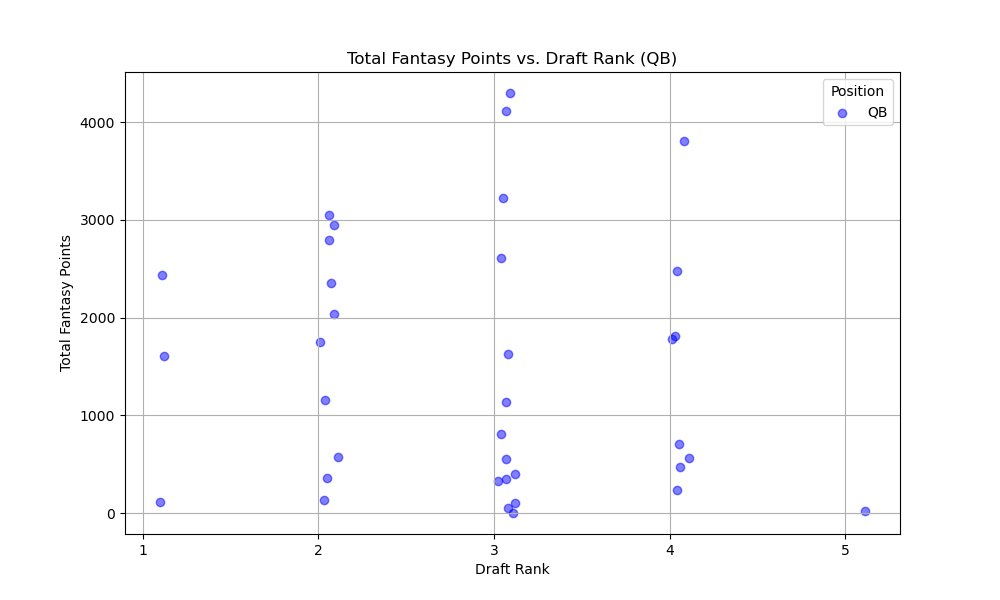 Total Fantasy Points vs. Draft Rank (QB)
Position
QB
4000
3000
2000
1000
0
Total Fantasy Points
1 2 3 4 5
Draft Rank